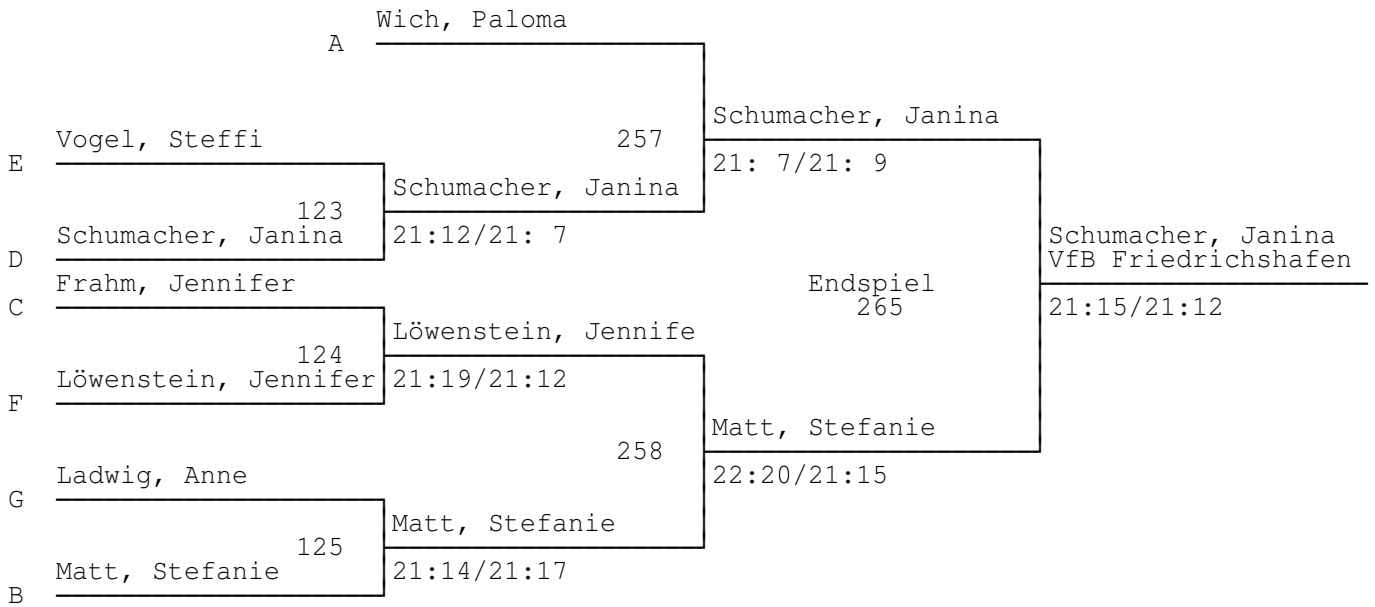 Wich, Paloma
A
Schumacher, Janina
Vogel, Steffi 257
E 21: 7/21: 9
Schumacher, Janina
123
Schumacher, Janina 21:12/21: 7 Schumacher, Janina
D VfB Friedrichshafen
Frahm, Jennifer Endspiel
C 265 21:15/21:12
Löwenstein, Jennife
124
Löwenstein, Jennifer 21:19/21:12
F
Matt, Stefanie
258
Ladwig, Anne 22:20/21:15
G
Matt, Stefanie
125
Matt, Stefanie 21:14/21:17
B